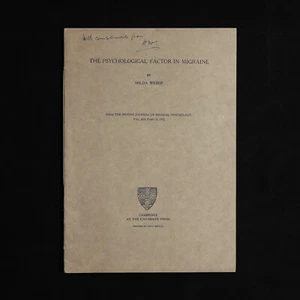 With compliments from
THE PSYCHOLOGICAL FACTOR IN MIGRAINE
BY
HILDA WEBER
FROM THE BRITISH JOURNAL OF MEDICAL PSYCHOLOGY
CAMBRIDGE
AT THE UNIVERSITY PRESS